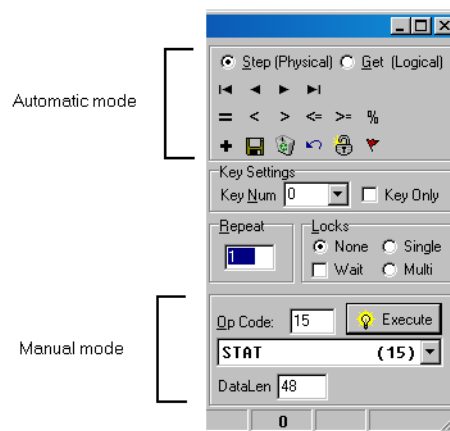 Automatic mode
Step (Physical) Get (Logical)
= < > <= >= %
Key Settings
Key Num 0 Key Only
Repeat
1
Locks
None Single
Wait Multi
Manual mode
Op Code: 15 Execute
STAT (15)
DataLen 48
0